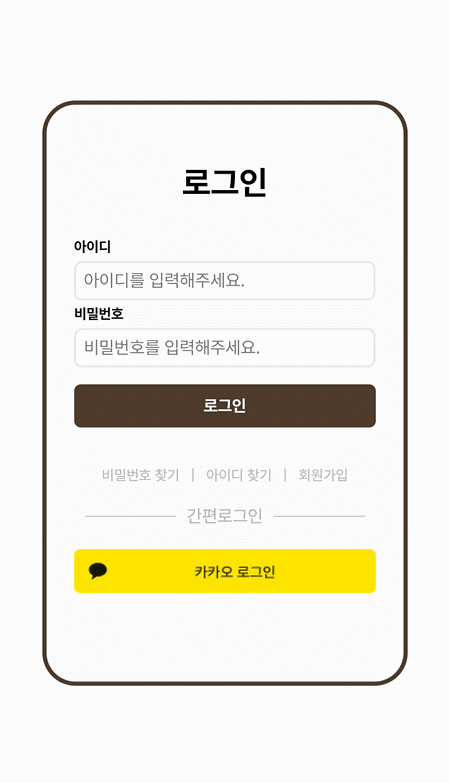 로그인
아이디
아이디를 입력해주세요.
비밀번호
비밀번호를 입력해주세요.
로그인
비밀번호 찾기 | 아이디 찾기 | 회원가입
간편로그인
카카오 로그인